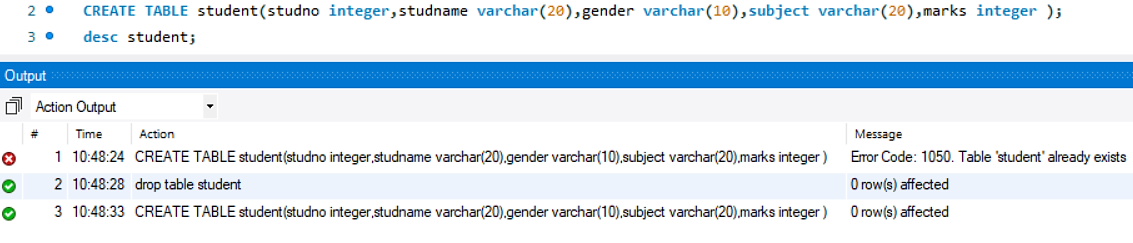 2 CREATE TABLE student(studno integer,studname varchar(20),gender varchar(10),subject varchar(20),marks integer );
3 desc student;
Output
Action Output
# Time Action Message
1 10:48:24 CREATE TABLE student(studno integer,studname varchar(20),gender varchar(10),subject varchar(20),marks integer ) Error Code: 1050. Table 'student' already exists
2 10:48:28 drop table student 0 row(s) affected
3 10:48:33 CREATE TABLE student(studno integer,studname varchar(20),gender varchar(10),subject varchar(20),marks integer ) 0 row(s) affected